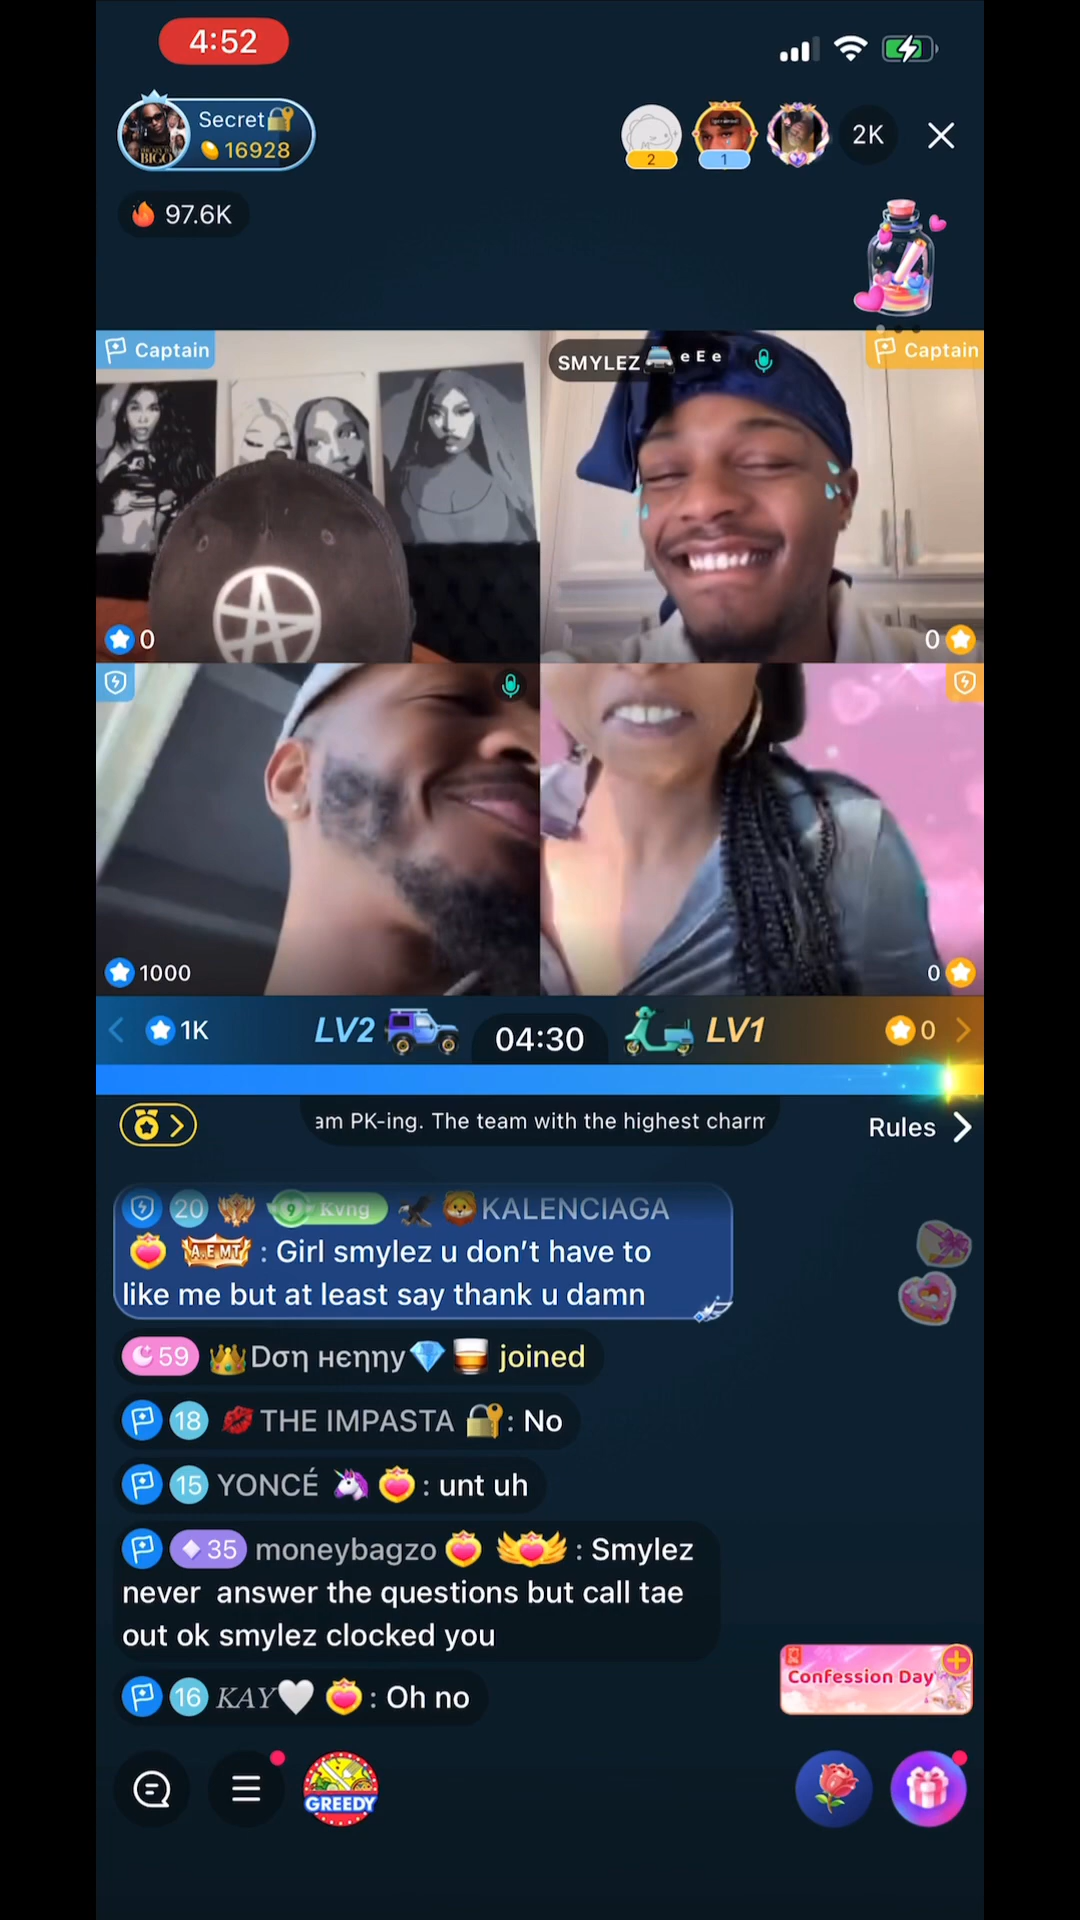 4:52
Secret
16928
2
1
2K
97.6K
Captain
SMYLEZ e E e
Captain
0
0
1000
0
1K
LV2
04:30
LV1
0
am PK-ing. The team with the highest charm
Rules
20 9 Kvng KALENCIAGA
A.E MT : Girl smylez u don’t have to
like me but at least say thank u damn
59 Dση нєηηу joined
18 THE IMPASTA : No
15 YONCÉ : unt uh
35 moneybagzo : Smylez
never answer the questions but call tae
out ok smylez clocked you
16 KAY : Oh no
Confession Day
GREEDY